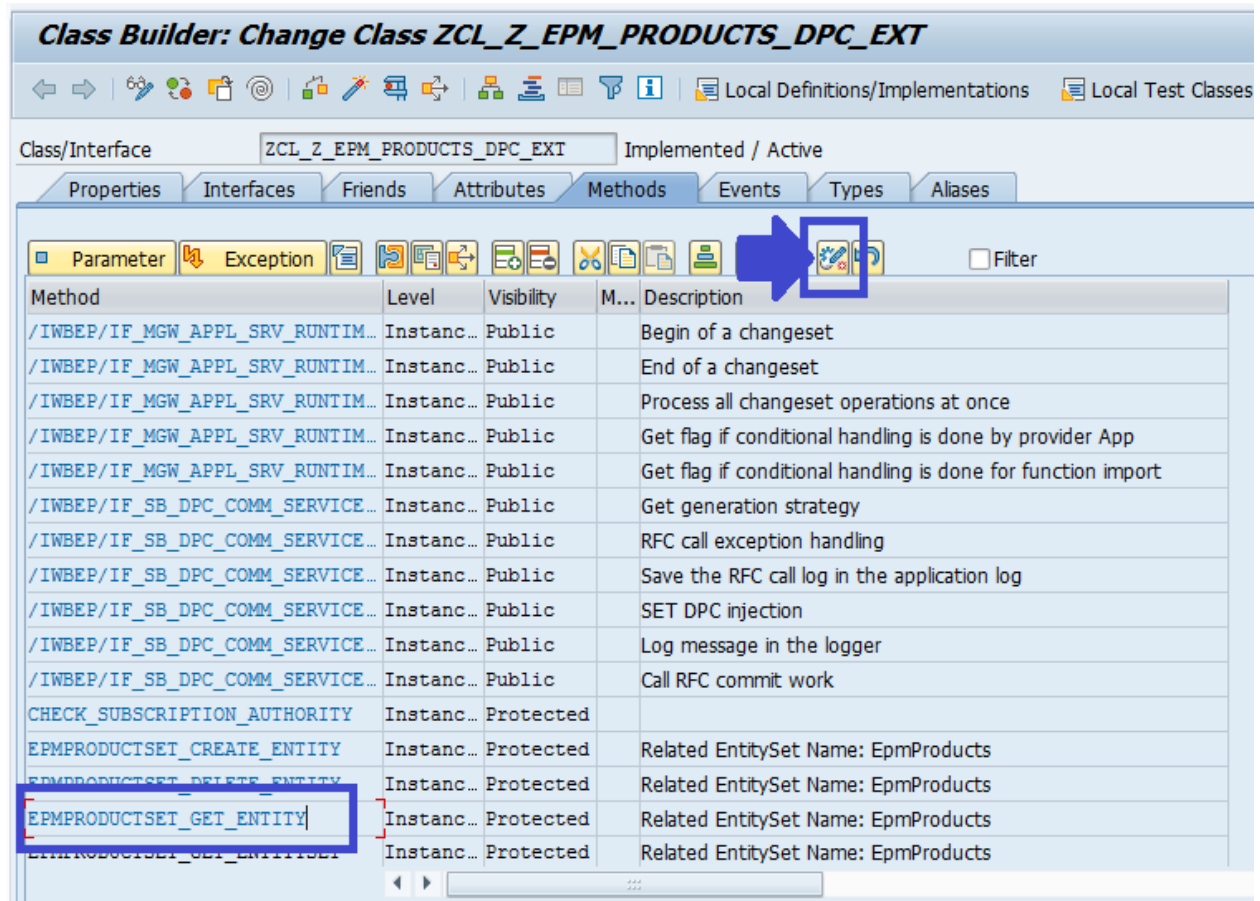 Class Builder: Change Class ZCL_Z_EPM_PRODUCTS_DPC_EXT
Local Definitions/Implementations Local Test Classes
Class/Interface ZCL_Z_EPM_PRODUCTS_DPC_EXT Implemented / Active
Properties Interfaces Friends Attributes Methods Events Types Aliases
Parameter Exception Filter
Method Level Visibility M... Description
/IWBEP/IF_MGW_APPL_SRV_RUNTIM… Instanc… Public Begin of a changeset
/IWBEP/IF_MGW_APPL_SRV_RUNTIM… Instanc… Public End of a changeset
/IWBEP/IF_MGW_APPL_SRV_RUNTIM… Instanc… Public Process all changeset operations at once
/IWBEP/IF_MGW_APPL_SRV_RUNTIM… Instanc… Public Get flag if conditional handling is done by provider App
/IWBEP/IF_MGW_APPL_SRV_RUNTIM… Instanc… Public Get flag if conditional handling is done for function import
/IWBEP/IF_SB_DPC_COMM_SERVICE… Instanc… Public Get generation strategy
/IWBEP/IF_SB_DPC_COMM_SERVICE… Instanc… Public RFC call exception handling
/IWBEP/IF_SB_DPC_COMM_SERVICE… Instanc… Public Save the RFC call log in the application log
/IWBEP/IF_SB_DPC_COMM_SERVICE… Instanc… Public SET DPC injection
/IWBEP/IF_SB_DPC_COMM_SERVICE… Instanc… Public Log message in the logger
/IWBEP/IF_SB_DPC_COMM_SERVICE… Instanc… Public Call RFC commit work
CHECK_SUBSCRIPTION_AUTHORITY Instanc… Protected
EPMPRODUCTSET_CREATE_ENTITY Instanc… Protected Related EntitySet Name: EpmProducts
EPMPRODUCTSET_DELETE_ENTITY Instanc… Protected Related EntitySet Name: EpmProducts
EPMPRODUCTSET_GET_ENTITY Instanc… Protected Related EntitySet Name: EpmProducts
EPMPRODUCTSET_GET_ENTITYSET Instanc… Protected Related EntitySet Name: EpmProducts